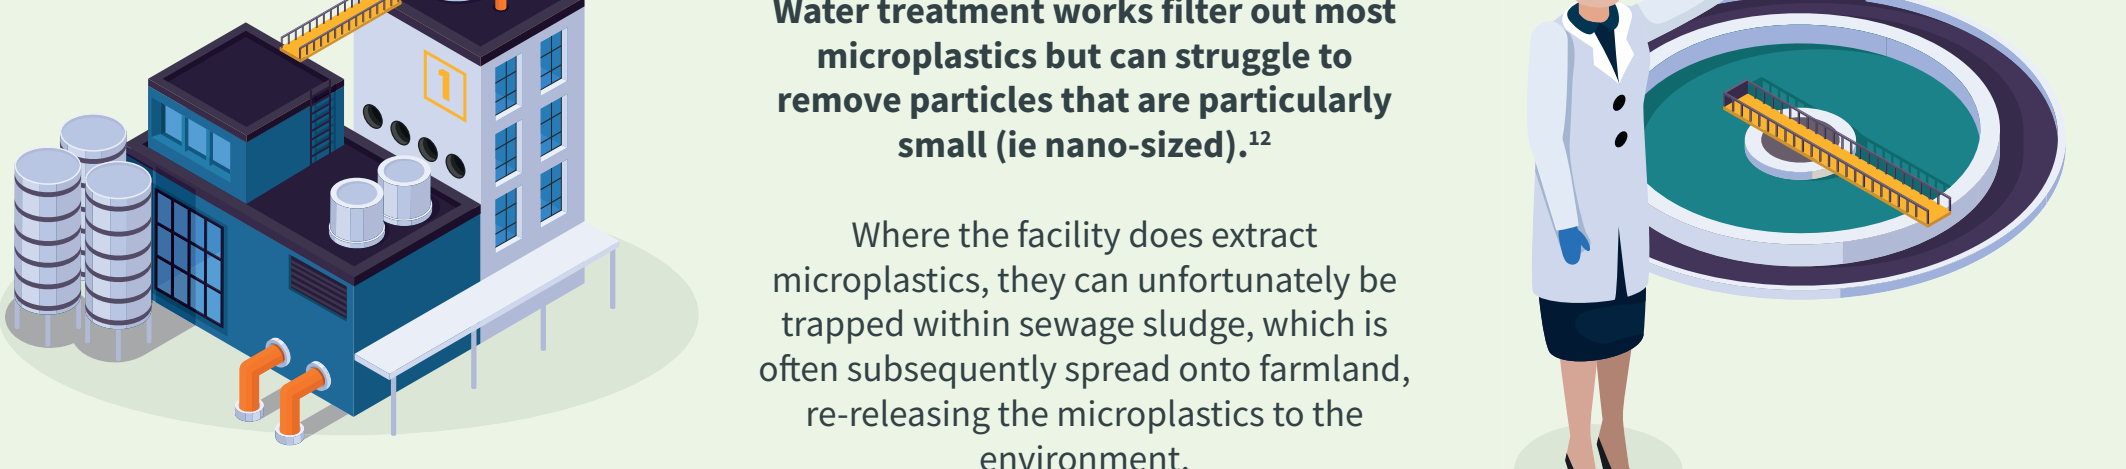 1
Water treatment works filter out most
microplastics but can struggle to
remove particles that are particularly
small (ie nano-sized).¹²
Where the facility does extract
microplastics, they can unfortunately be
trapped within sewage sludge, which is
often subsequently spread onto farmland,
re-releasing the microplastics to the
environment.